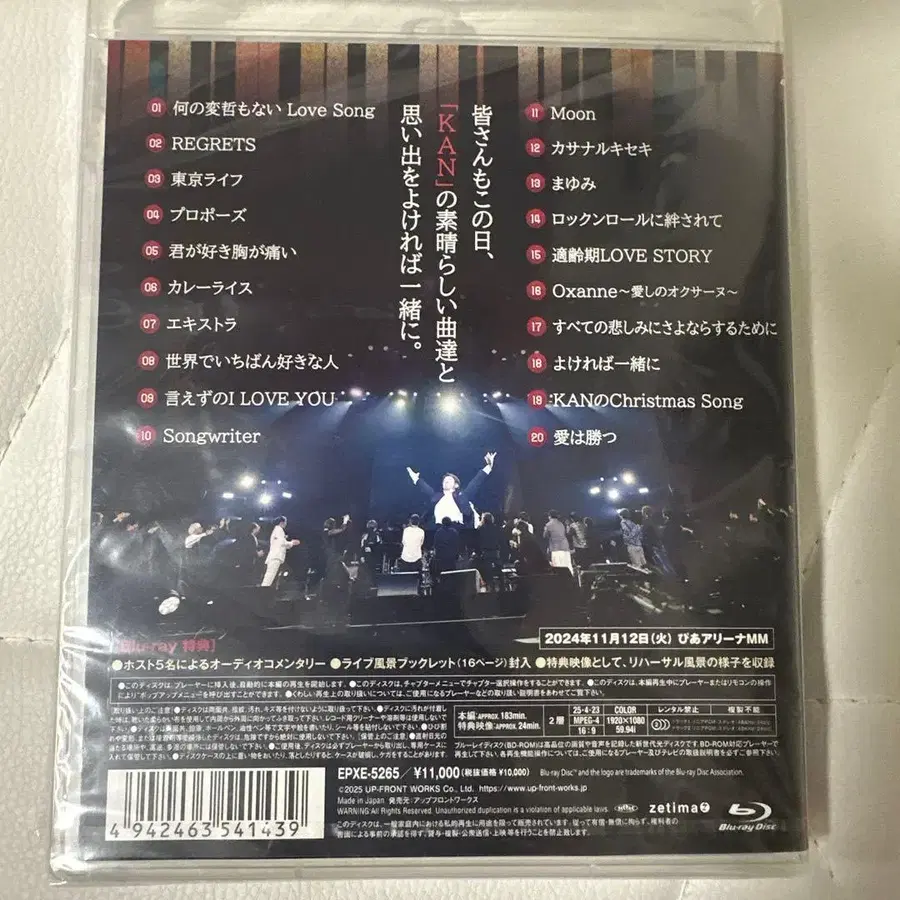 01 何の変哲もない Love Song
02 REGRETS
03 東京ライフ
04 プロポーズ
05 君が好き胸が痛い
06 カレーライス
07 エキストラ
08 世界でいちばん好きな人
09 言えずのI LOVE YOU
10 Songwriter
皆さんもこの日、
「KAN」の素晴らしい曲達と
思い出をよければ一緒に。
11 Moon
12 カサナルキセキ
13 まゆみ
14 ロックンロールに絆されて
15 適齢期LOVE STORY
16 Oxanne〜愛しのオクサーヌ〜
17 すべての悲しみにさよならするために
18 よければ一緒に
19 KANのChristmas Song
20 愛は勝つ
2024年11月12日(火) ぴあアリーナMM
[Blu-ray 特典]
●ホスト5名によるオーディオコメンタリー ●ライブ風景ブックレット(16ページ)封入 ●特典映像として、リハーサル風景の様子を収録
本編:APPROX.183min.
特典映像:APPROX.24min.
2層
25・4・23
MPEG-4
16:9
COLOR
1920×1080
59.94i
レンタル禁止
複製不能
EPXE-5265/¥11,000(税抜価格 ¥10,000)
Blu-ray Disc™ and the logo are trademarks of the Blu-ray Disc Association.
©2025 UP-FRONT WORKS Co., Ltd. https://www.up-front-works.jp
Made in Japan 発売元:アップフロントワークス
WARNING:All Rights Reserved. Unauthorized duplication is a violation of applicable laws.
zetima
Blu-ray Disc
4 942463 541439